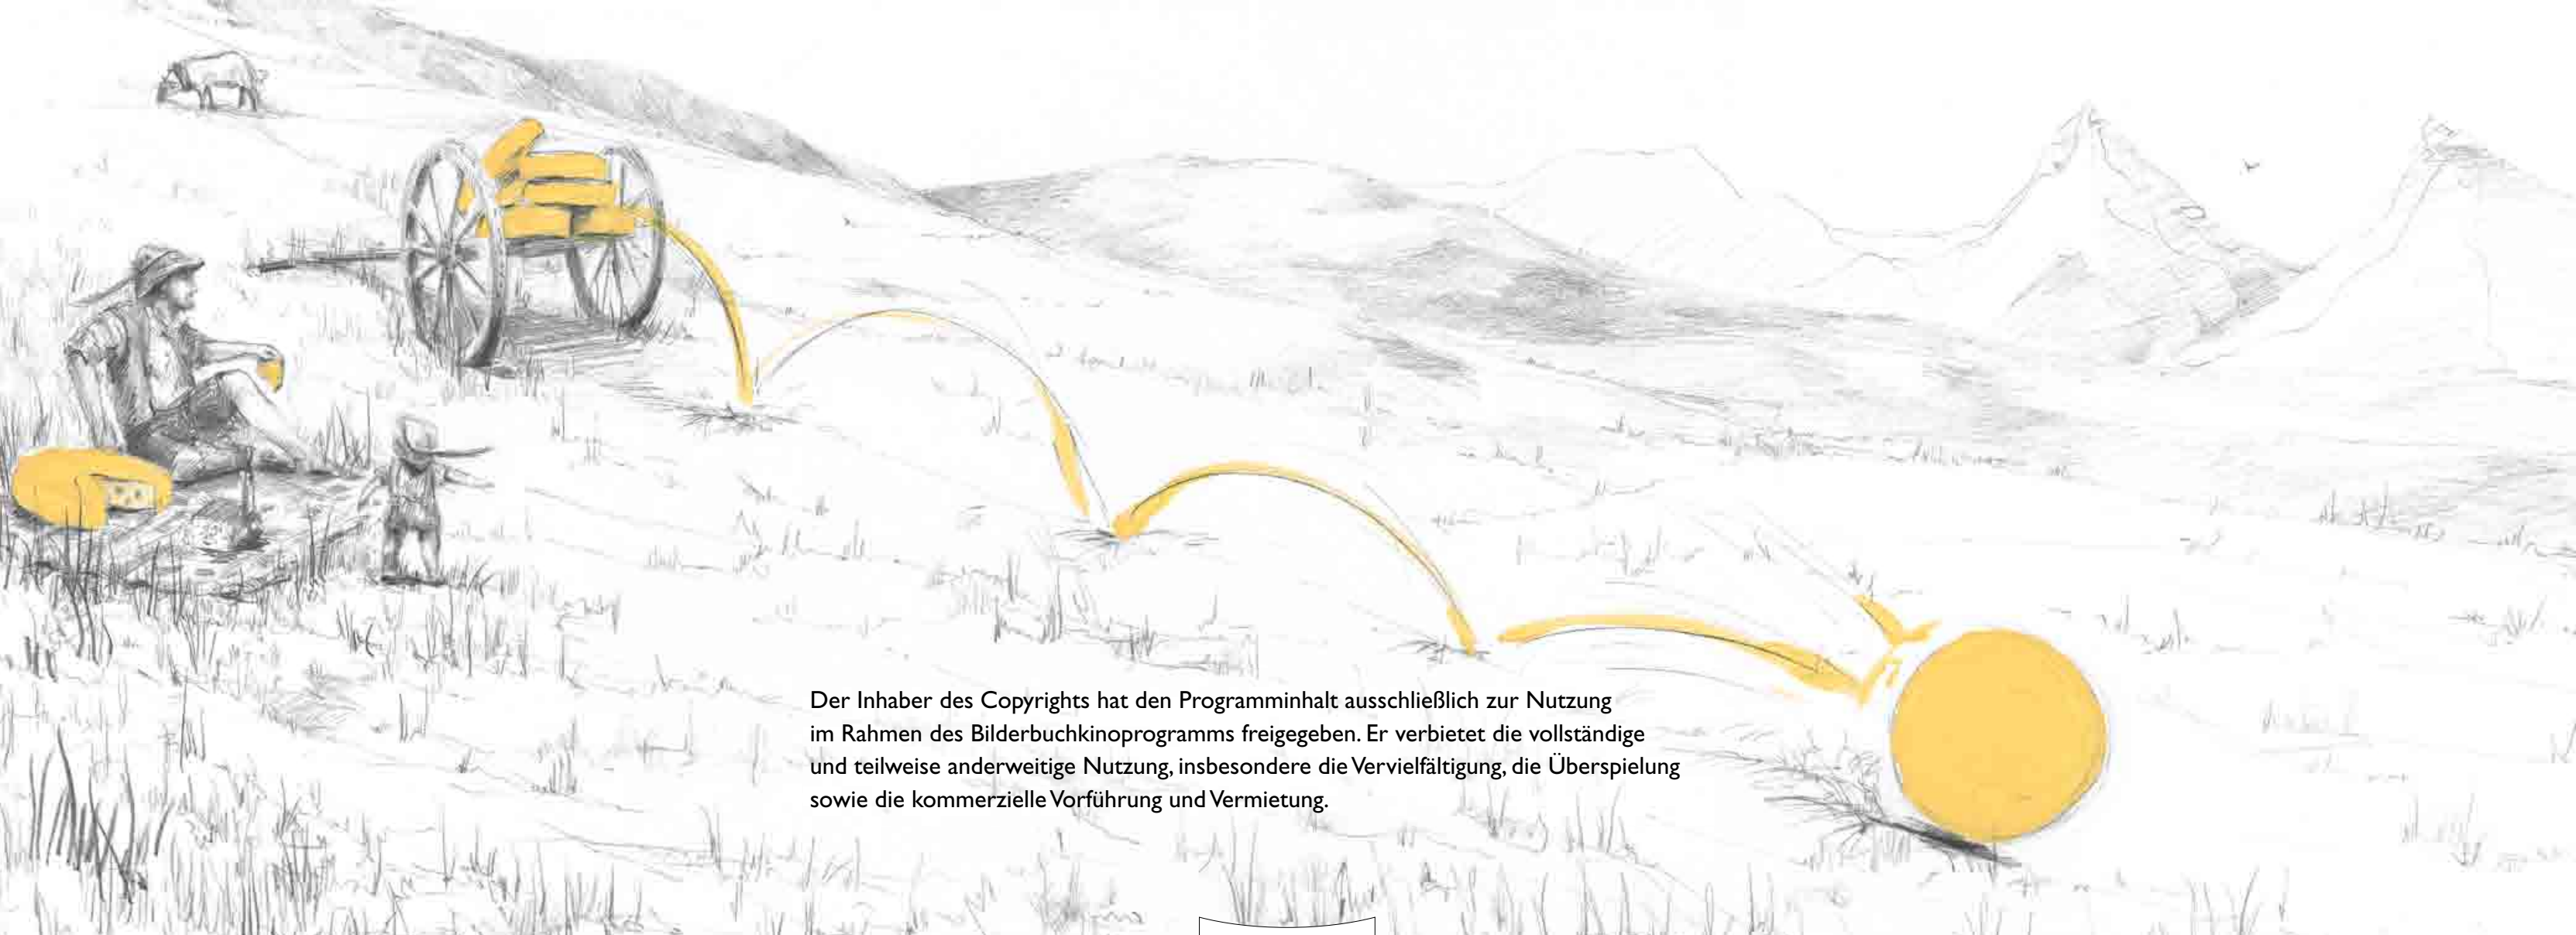 Der Inhaber des Copyrights hat den Programminhalt ausschließlich zur Nutzung
im Rahmen des Bilderbuchkinoprogramms freigegeben. Er verbietet die vollständige
und teilweise anderweitige Nutzung, insbesondere die Vervielfältigung, die Überspielung
sowie die kommerzielle Vorführung und Vermietung.